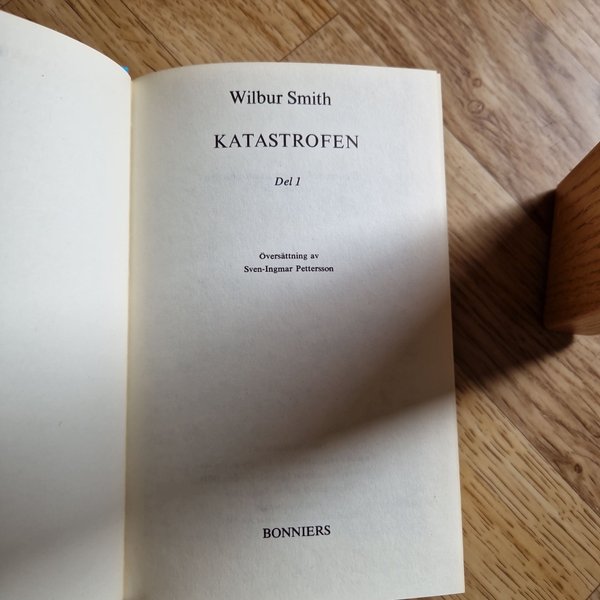 Wilbur Smith
KATASTROFEN
Del 1
Översättning av
Sven-Ingmar Pettersson
BONNIERS